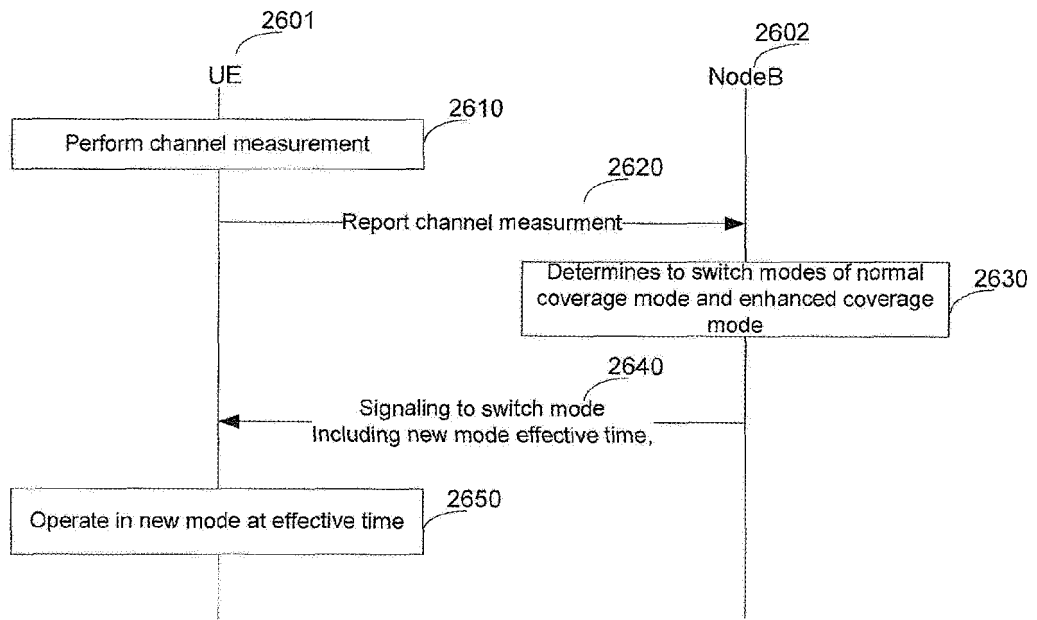 2601
UE
2602
NodeB
2610
Perform channel measurement
2620
Report channel measurment
Determines to switch modes of normal
coverage mode and enhanced coverage
mode
2630
2640
Signaling to switch mode
Including new mode effective time,
2650
Operate in new mode at effective time